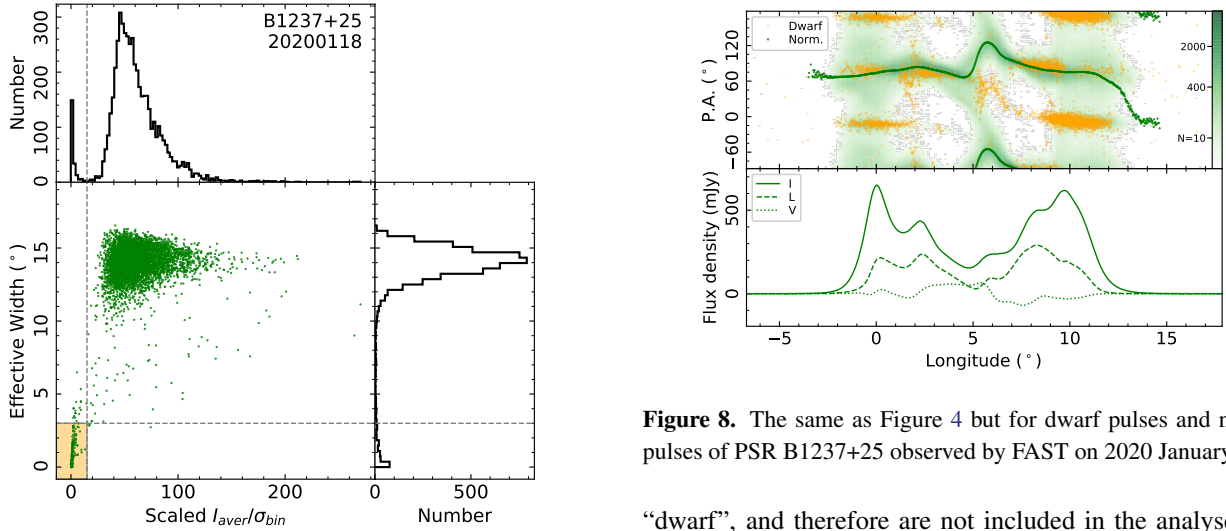 B1237+25
20200118
Number
300
200
100
0
Effective Width (°)
15
10
5
0
0
100
200
0
500
Scaled I_aver/σ_bin
Number
Dwarf
Norm.
P.A. (°)
120
60
0
−60
2000
400
N=10
I
L
V
Flux density (mJy)
500
0
−5
0
5
10
15
Longitude (°)
Figure 8. The same as Figure 4 but for dwarf pulses and
pulses of PSR B1237+25 observed by FAST on 2020 January
“dwarf”, and therefore are not included in the